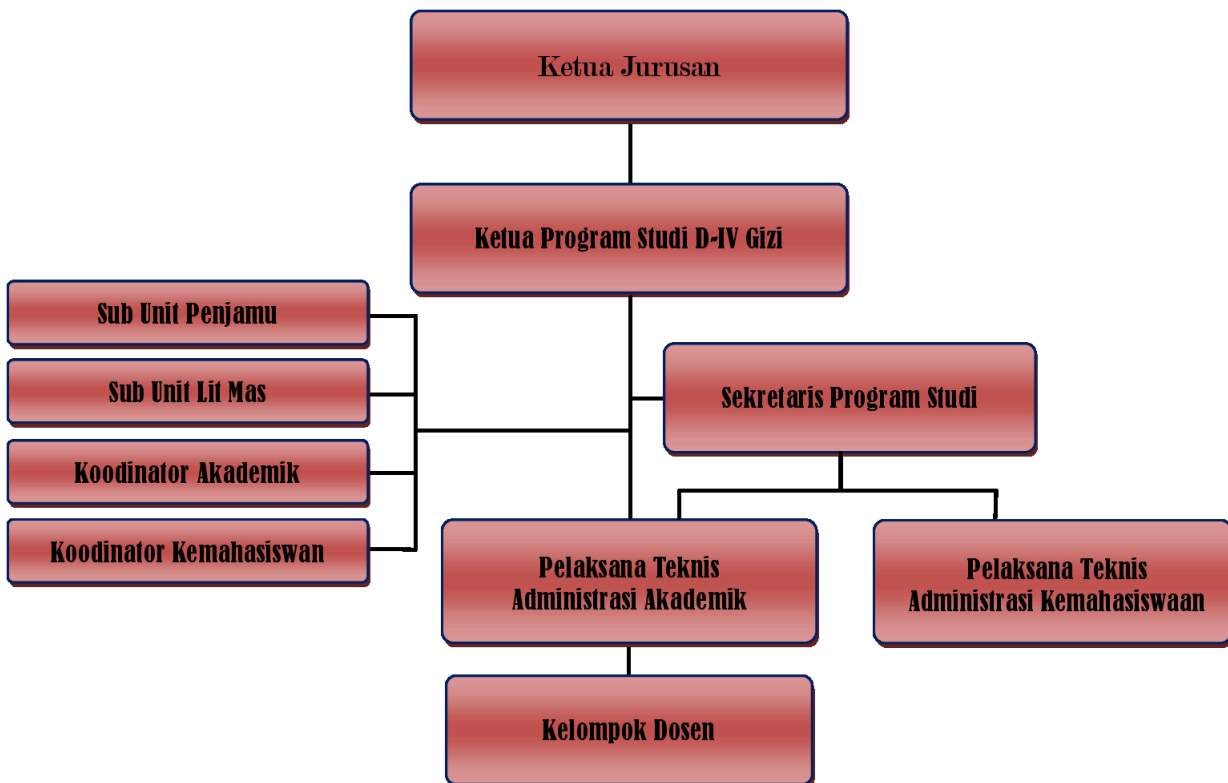 Ketua Jurusan
Ketua Program Studi D-IV Gizi
Sub Unit Penjamu
Sub Unit Lit Mas
Sekretaris Program Studi
Koodinator Akademik
Koodinator Kemahasiswan
Pelaksana Teknis
Administrasi Akademik
Pelaksana Teknis
Administrasi Kemahasiswaan
Kelompok Dosen